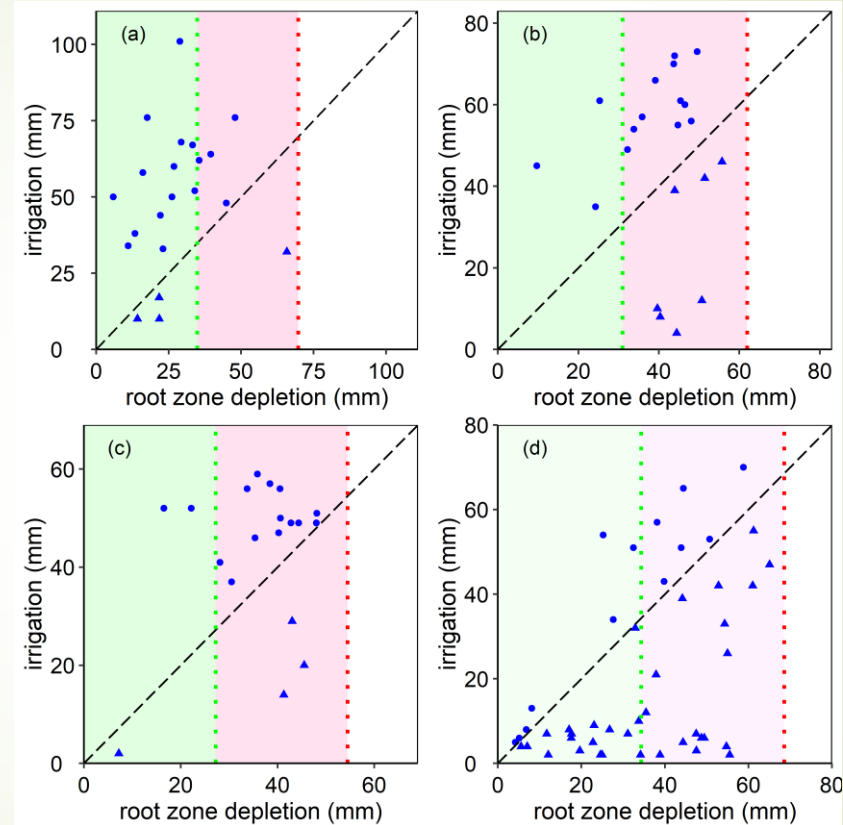 (a)
irrigation (mm)
100
75
50
25
0
0 25 50 75 100
root zone depletion (mm)
(b)
irrigation (mm)
80
60
40
20
0
0 20 40 60 80
root zone depletion (mm)
(c)
irrigation (mm)
60
40
20
0
0 20 40 60
root zone depletion (mm)
(d)
irrigation (mm)
80
60
40
20
0
0 20 40 60 80
root zone depletion (mm)